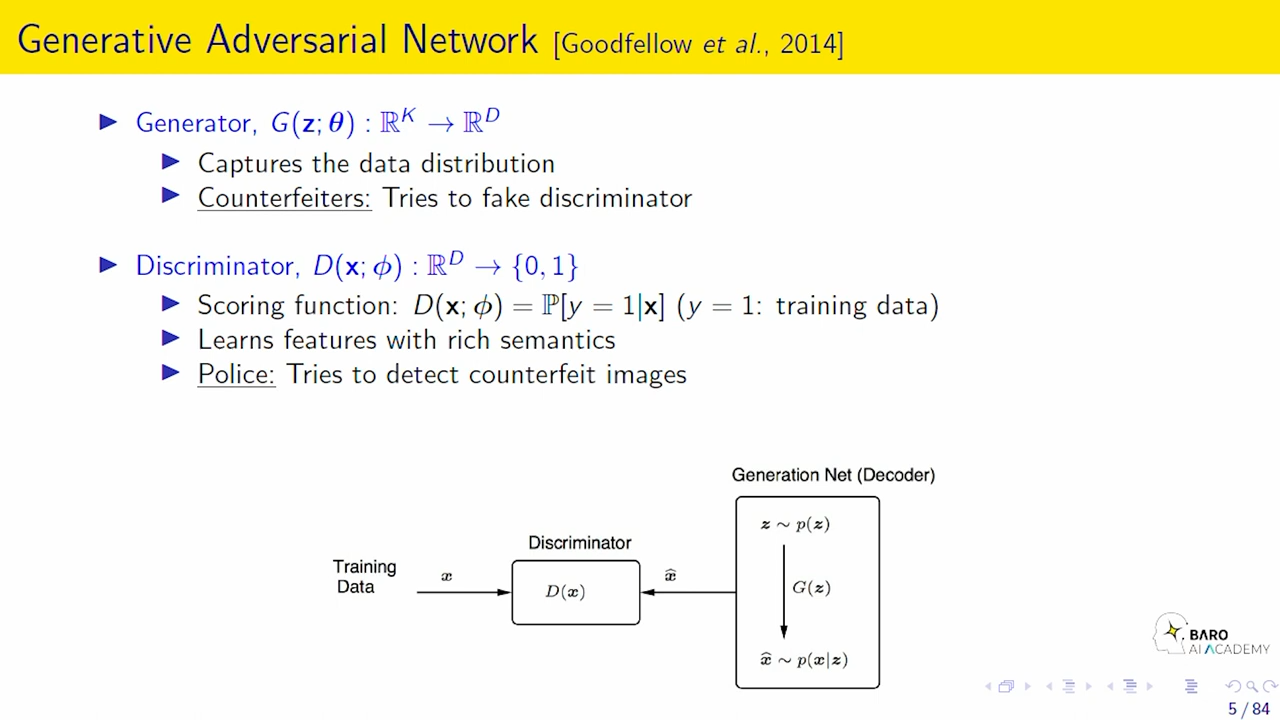 Generative Adversarial Network [Goodfellow et al., 2014]
Generator, G(z; θ) : ℝ^K → ℝ^D
Captures the data distribution
Counterfeiters: Tries to fake discriminator
Discriminator, D(x; ϕ) : ℝ^D → {0, 1}
Scoring function: D(x; ϕ) = ℙ[y = 1|x] (y = 1: training data)
Learns features with rich semantics
Police: Tries to detect counterfeit images
Generation Net (Decoder)
z ∼ p(z)
Discriminator
Training
Data
x
D(x)
x̂
G(z)
x̂ ∼ p(x|z)
BARO
AI ACADEMY
5 / 84